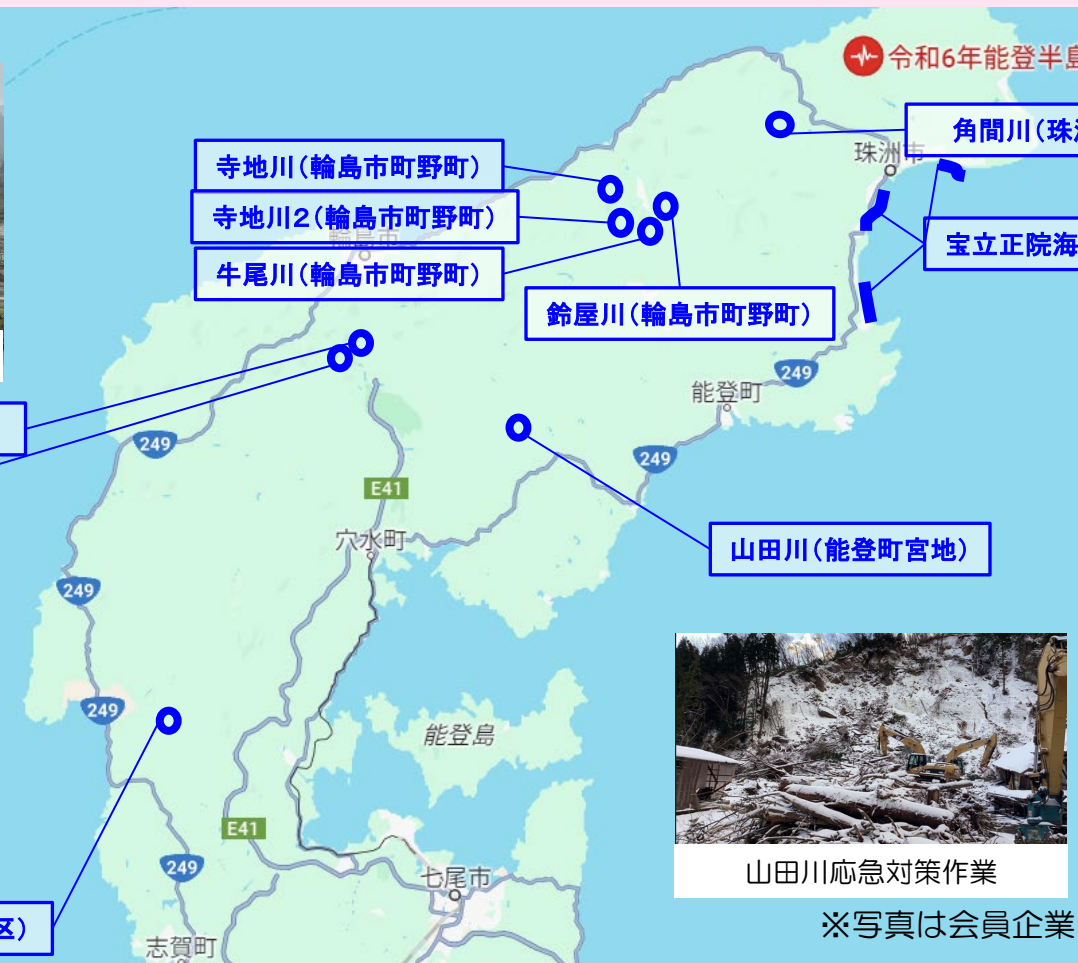 令和6年能登半島
角間川(珠洲
珠洲市
寺地川(輪島市町野町)
寺地川2(輪島市町野町)
輪島市
牛尾川(輪島市町野町)
宝立正院海
鈴屋川(輪島市町野町)
249
能登町
249
249
E41
穴水町
山田川(能登町宮地)
249
249
能登島
E41
249
七尾市
山田川応急対策作業
区)
※写真は会員企業
志賀町